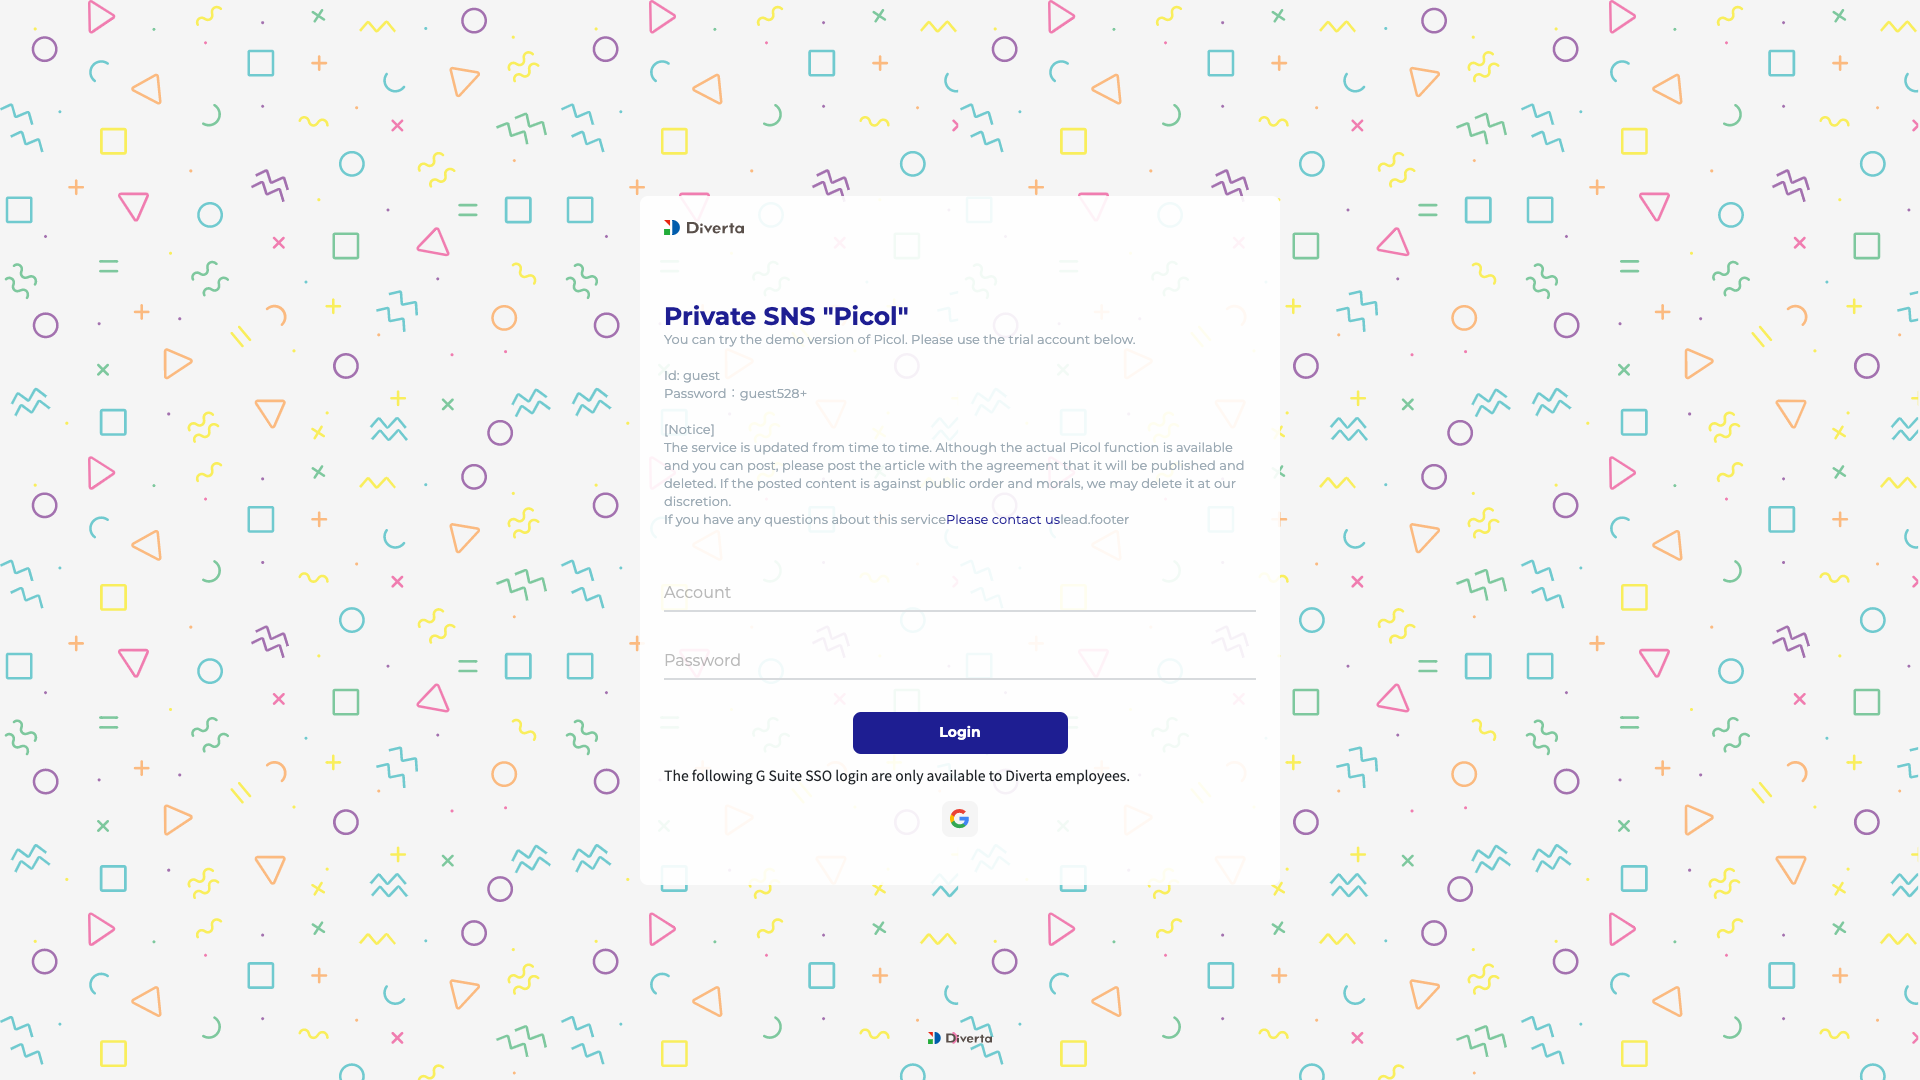 Diverta
Private SNS "Picol"
You can try the demo version of Picol. Please use the trial account below.
Id: guest
Password：guest528+
[Notice]
The service is updated from time to time. Although the actual Picol function is available
and you can post, please post the article with the agreement that it will be published and
deleted. If the posted content is against public order and morals, we may delete it at our
discretion.
If you have any questions about this servicePlease contact uslead.footer
Account
Password
Login
The following G Suite SSO login are only available to Diverta employees.
Diverta